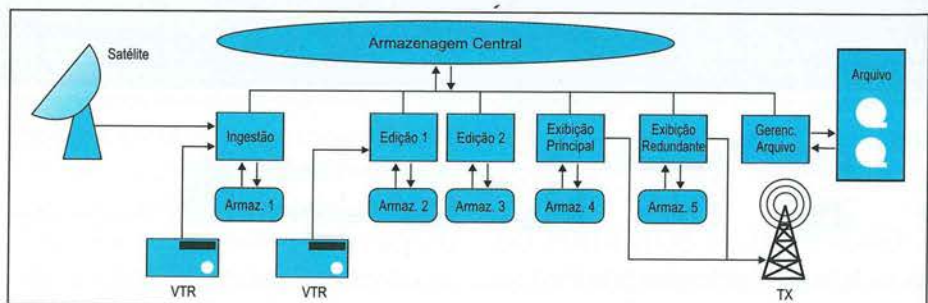 Armazenagem Central
Satélite
Arquivo
Ingestão
Edição 1
Edição 2
Exibição
Principal
Exibição
Redundante
Gerenc.
Arquivo
Armaz. 1
Armaz. 2
Armaz. 3
Armaz. 4
Armaz. 5
VTR
VTR
TX